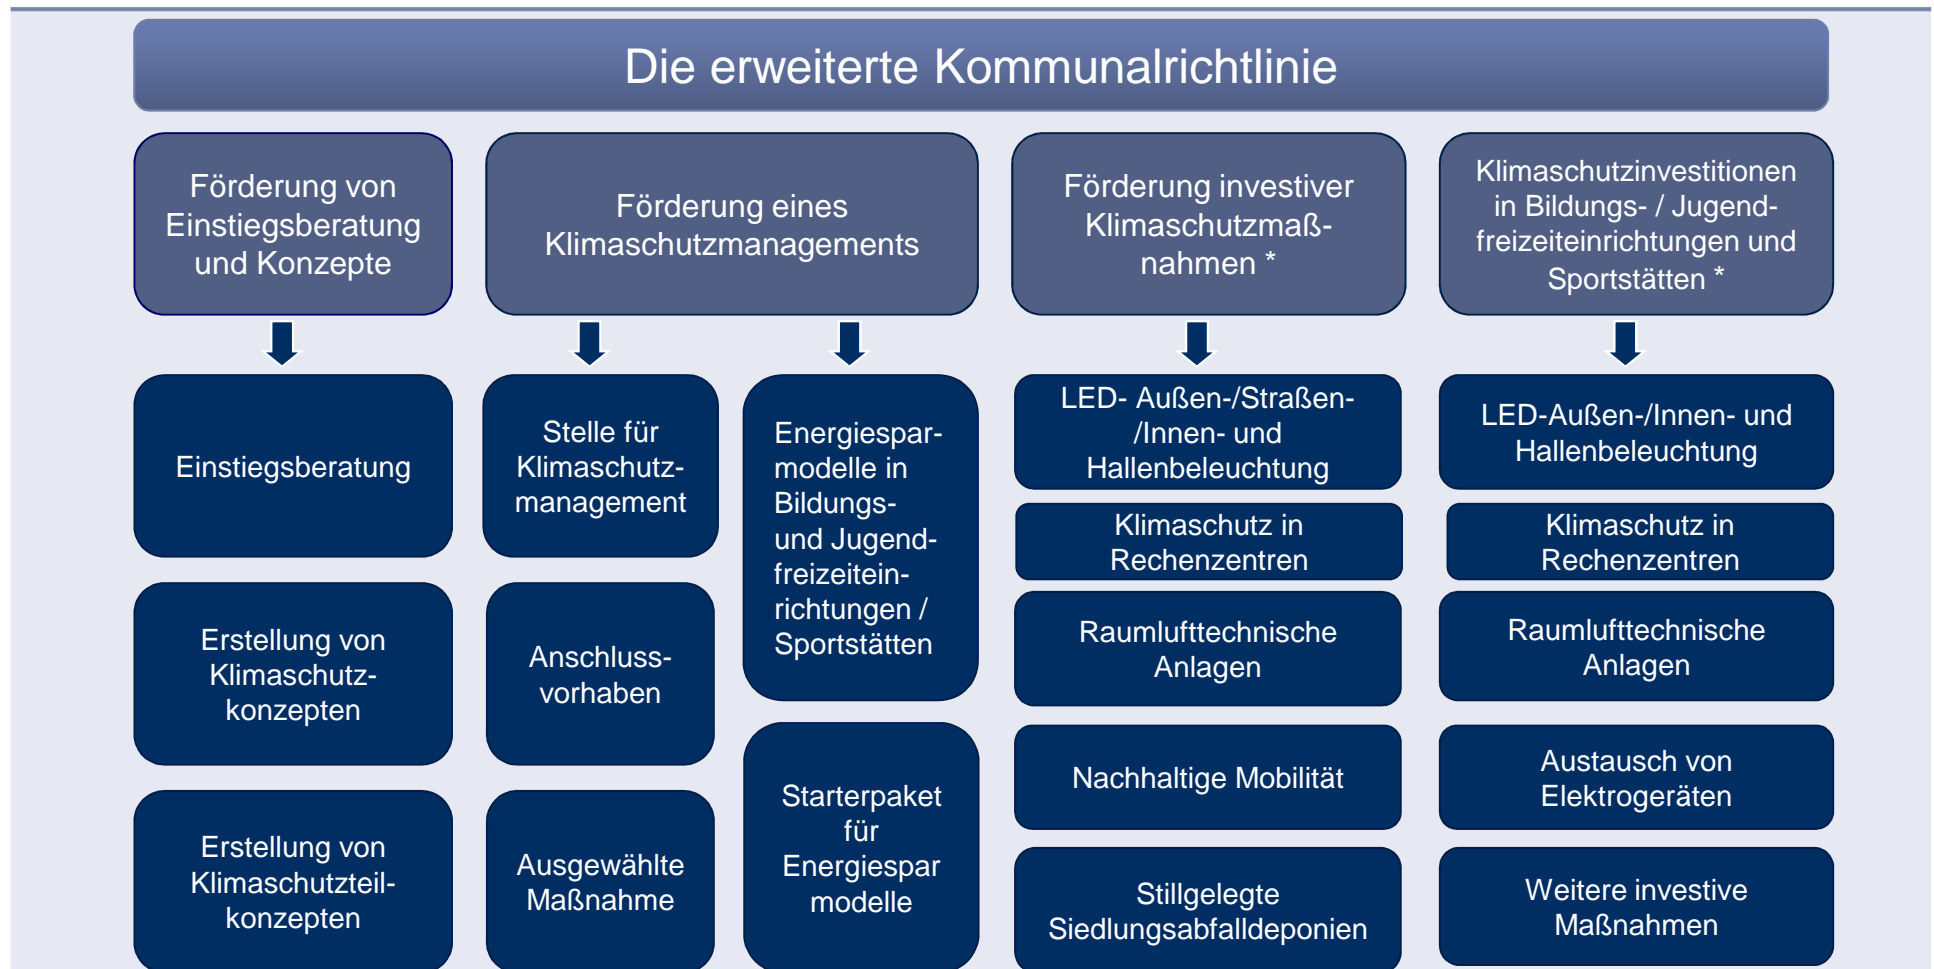 Die erweiterte Kommunalrichtlinie
Förderung von
Einstiegsberatung
und Konzepte
Förderung eines
Klimaschutzmanagements
Förderung investiver
Klimaschutzmaß-
nahmen *
Klimaschutzinvestitionen
in Bildungs- / Jugend-
freizeiteinrichtungen und
Sportstätten *
Einstiegsberatung
Erstellung von
Klimaschutz-
konzepten
Erstellung von
Klimaschutzteil-
konzepten
Stelle für
Klimaschutz-
management
Anschluss-
vorhaben
Ausgewählte
Maßnahme
Energiespar-
modelle in
Bildungs-
und Jugend-
freizeitein-
richtungen /
Sportstätten
Starterpaket
für
Energiespar
modelle
LED- Außen-/Straßen-
/Innen- und
Hallenbeleuchtung
Klimaschutz in
Rechenzentren
Raumlufttechnische
Anlagen
Nachhaltige Mobilität
Stillgelegte
Siedlungsabfalldeponien
LED-Außen-/Innen- und
Hallenbeleuchtung
Klimaschutz in
Rechenzentren
Raumlufttechnische
Anlagen
Austausch von
Elektrogeräten
Weitere investive
Maßnahmen